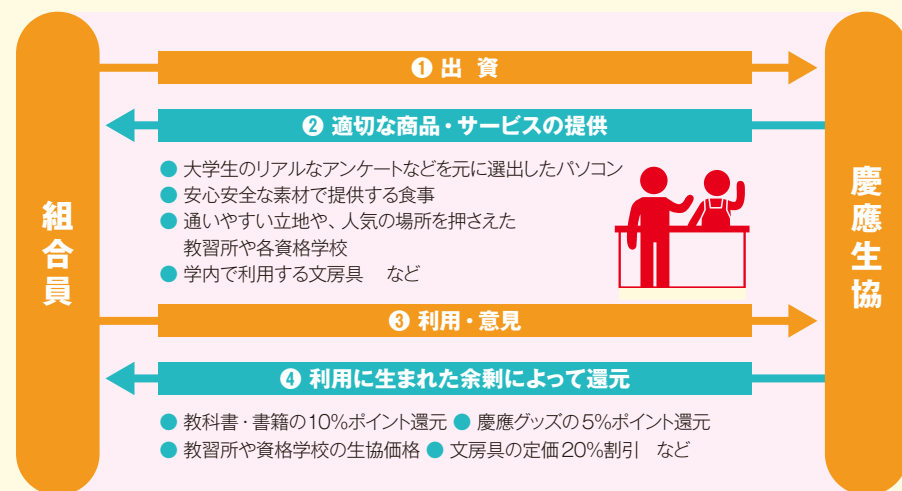 組合員
❶ 出 資
❷ 適切な商品・サービスの提供
● 大学生のリアルなアンケートなどを元に選出したパソコン
● 安心安全な素材で提供する食事
● 通いやすい立地や、人気の場所を押さえた
教習所や各資格学校
● 学内で利用する文房具 など
❸ 利用・意見
❹ 利用に生まれた余剰によって還元
● 教科書・書籍の10%ポイント還元 ● 慶應グッズの5%ポイント還元
● 教習所や資格学校の生協価格 ● 文房具の定価20%割引 など
慶應生協